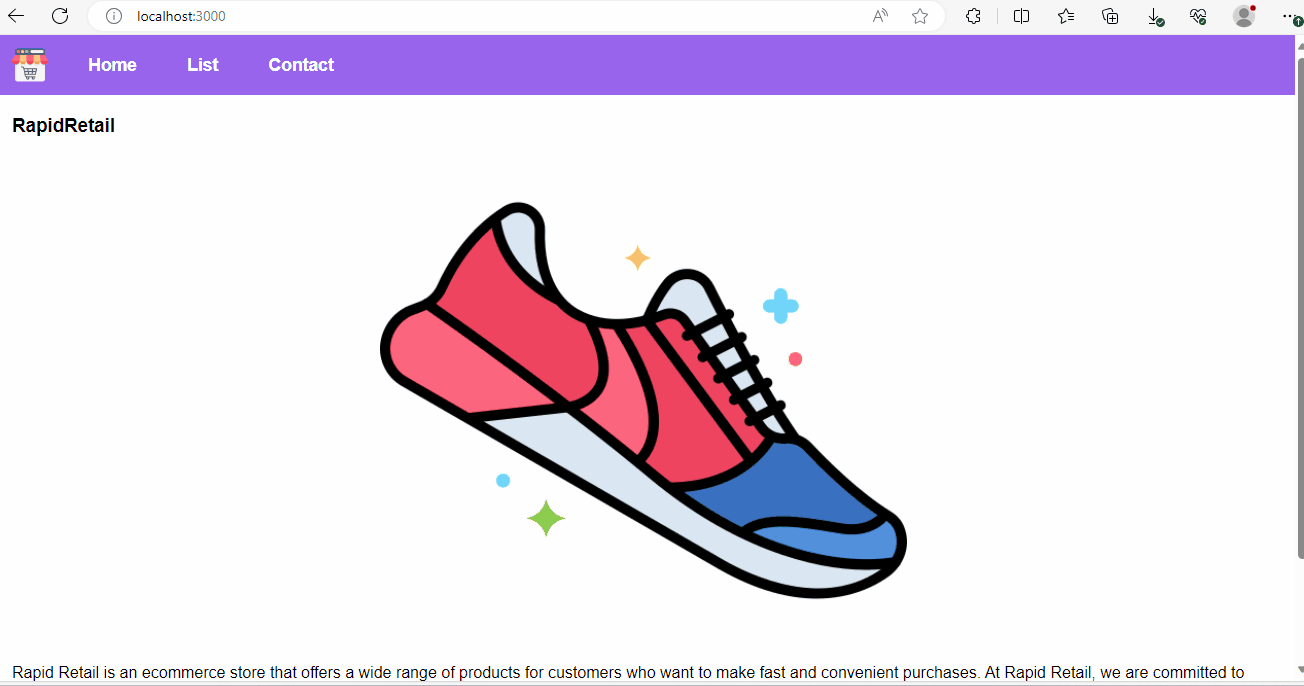 localhost:3000
Home List Contact
RapidRetail
Rapid Retail is an ecommerce store that offers a wide range of products for customers who want to make fast and convenient purchases. At Rapid Retail, we are committed to